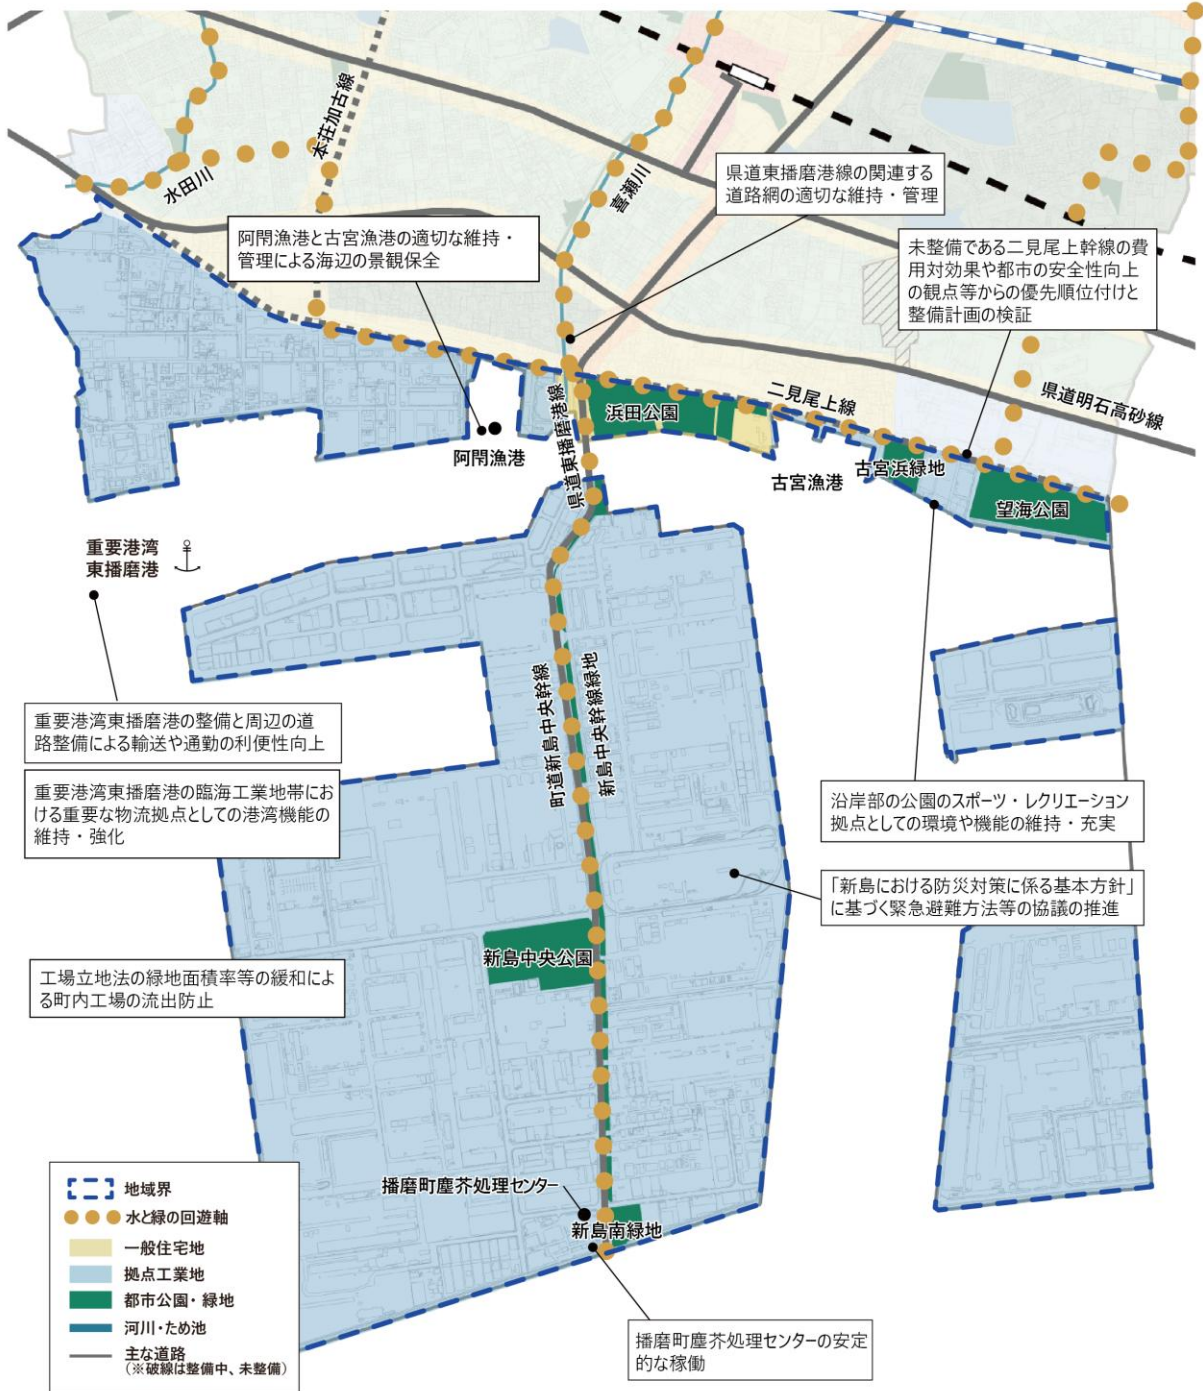 本荘加古線
水田川
喜瀬川
県道東播磨港線の関連する
道路網の適切な維持・管理
阿閇漁港と古宮漁港の適切な維持・
管理による海辺の景観保全
未整備である二見尾上幹線の費
用対効果や都市の安全性向上
の観点等からの優先順位付けと
整備計画の検証
県道明石高砂線
二見尾上線
浜田公園
県道東播磨港線
阿閇漁港
古宮漁港
古宮浜緑地
望海公園
重要港湾
東播磨港
町道新島中央幹線
新島中央幹線緑地
重要港湾東播磨港の整備と周辺の道
路整備による輸送や通勤の利便性向上
重要港湾東播磨港の臨海工業地帯にお
ける重要な物流拠点としての港湾機能の
維持・強化
沿岸部の公園のスポーツ・レクリエーション
拠点としての環境や機能の維持・充実
「新島における防災対策に係る基本方針」
に基づく緊急避難方法等の協議の推進
新島中央公園
工場立地法の緑地面積率等の緩和によ
る町内工場の流出防止
播磨町塵芥処理センター
新島南緑地
播磨町塵芥処理センターの安定
的な稼働
地域界
水と緑の回遊軸
一般住宅地
拠点工業地
都市公園・緑地
河川・ため池
主な道路
（※破線は整備中、未整備）